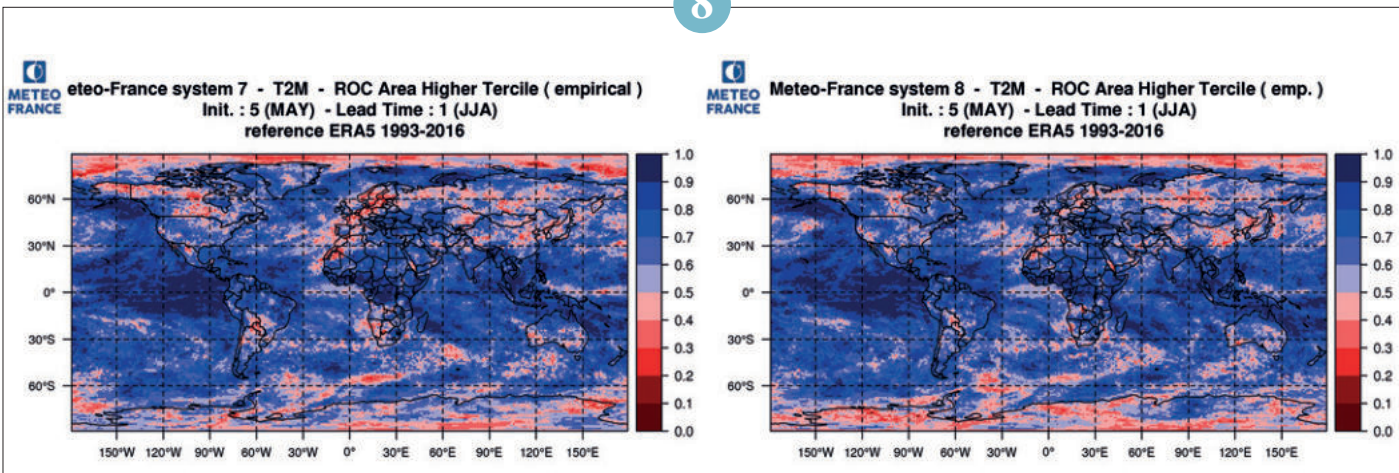 8
METEO
FRANCE
eteo-France system 7 - T2M - ROC Area Higher Tercile ( empirical )
Init. : 5 (MAY) - Lead Time : 1 (JJA)
reference ERA5 1993-2016
60°N
30°N
0°
30°S
60°S
150°W 120°W 90°W 60°W 30°W 0° 30°E 60°E 90°E 120°E 150°E
1.0
0.9
0.8
0.7
0.6
0.5
0.4
0.3
0.2
0.1
0.0
METEO
FRANCE
Meteo-France system 8 - T2M - ROC Area Higher Tercile ( emp. )
Init. : 5 (MAY) - Lead Time : 1 (JJA)
reference ERA5 1993-2016
60°N
30°N
0°
30°S
60°S
150°W 120°W 90°W 60°W 30°W 0° 30°E 60°E 90°E 120°E 150°E
1.0
0.9
0.8
0.7
0.6
0.5
0.4
0.3
0.2
0.1
0.0